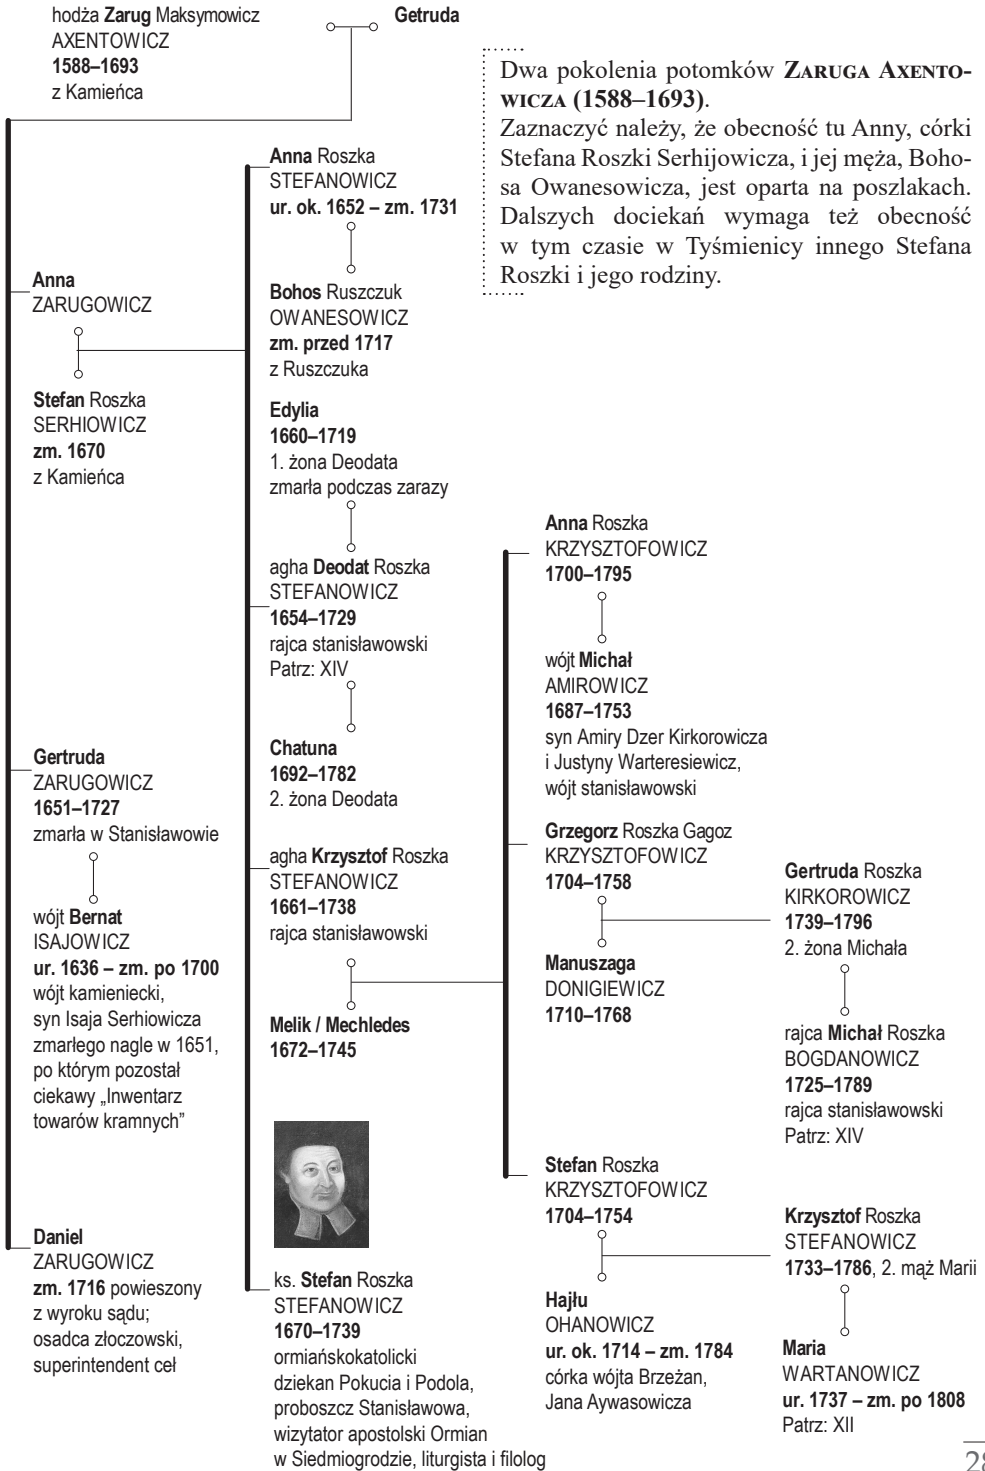 hodża Zarug Maksymowicz
AXENTOWICZ
1588–1693
z Kamieńca
Getruda
Dwa pokolenia potomków Zaruga Axento-
wicza (1588–1693).
Zaznaczyć należy, że obecność tu Anny, córki
Stefana Roszki Serhijowicza, i jej męża, Boho-
sa Owanesowicza, jest oparta na poszlakach.
Dalszych dociekań wymaga też obecność
w tym czasie w Tyśmienicy innego Stefana
Roszki i jego rodziny.
Anna
ZARUGOWICZ
Stefan Roszka
SERHIOWICZ
zm. 1670
z Kamieńca
Gertruda
ZARUGOWICZ
1651–1727
zmarła w Stanisławowie
wójt Bernat
ISAJOWICZ
ur. 1636 – zm. po 1700
wójt kamieniecki,
syn Isaja Serhiowicza
zmarłego nagle w 1651,
po którym pozostał
ciekawy „Inwentarz
towarów kramnych”
Daniel
ZARUGOWICZ
zm. 1716 powieszony
z wyroku sądu;
osadca złoczowski,
superintendent ceł
Anna Roszka
STEFANOWICZ
ur. ok. 1652 – zm. 1731
Bohos Ruszczuk
OWANESOWICZ
zm. przed 1717
z Ruszczuka
Edylia
1660–1719
1. żona Deodata
zmarła podczas zarazy
agha Deodat Roszka
STEFANOWICZ
1654–1729
rajca stanisławowski
Patrz: XIV
Chatuna
1692–1782
2. żona Deodata
agha Krzysztof Roszka
STEFANOWICZ
1661–1738
rajca stanisławowski
Melik / Mechledes
1672–1745
ks. Stefan Roszka
STEFANOWICZ
1670–1739
ormiańskokatolicki
dziekan Pokucia i Podola,
proboszcz Stanisławowa,
wizytator apostolski Ormian
w Siedmiogrodzie, liturgista i filolog
Anna Roszka
KRZYSZTOFOWICZ
1700–1795
wójt Michał
AMIROWICZ
1687–1753
syn Amiry Dzer Kirkorowicza
i Justyny Warteresiewicz,
wójt stanisławowski
Grzegorz Roszka Gagoz
KRZYSZTOFOWICZ
1704–1758
Manuszaga
DONIGIEWICZ
1710–1768
Stefan Roszka
KRZYSZTOFOWICZ
1704–1754
Hajłu
OHANOWICZ
ur. ok. 1714 – zm. 1784
córka wójta Brzeżan,
Jana Aywasowicza
Gertruda Roszka
KIRKOROWICZ
1739–1796
2. żona Michała
rajca Michał Roszka
BOGDANOWICZ
1725–1789
rajca stanisławowski
Patrz: XIV
Krzysztof Roszka
STEFANOWICZ
1733–1786, 2. mąż Marii
Maria
WARTANOWICZ
ur. 1737 – zm. po 1808
Patrz: XII